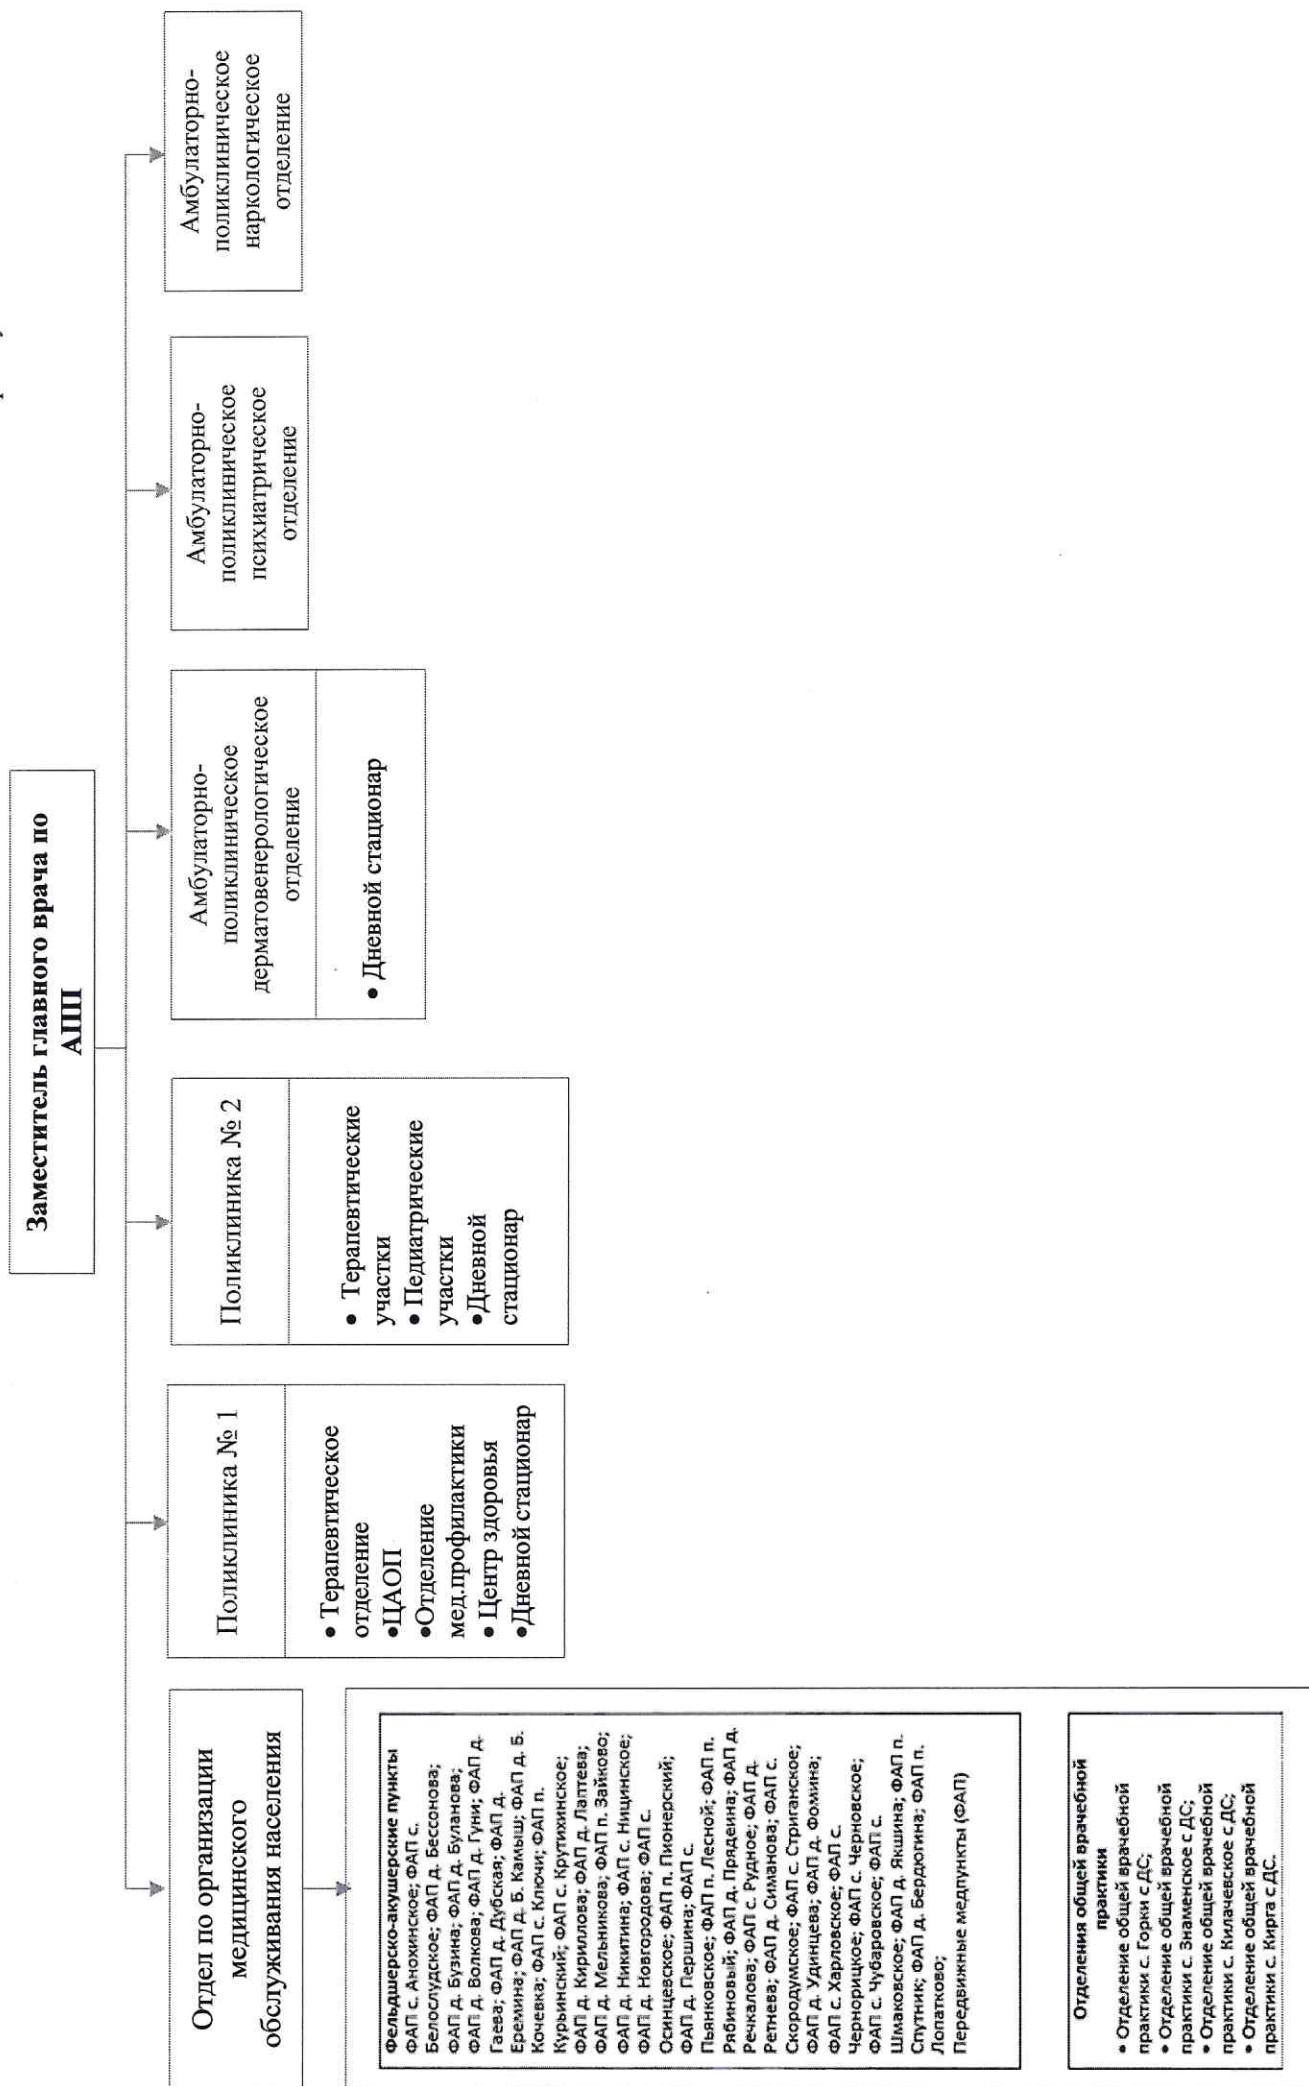 Заместитель главного врача по
АПП
Отдел по организации
медицинского
обслуживания населения
Поликлиника № 1
• Терапевтическое
отделение
•ЦАОП
•Отделение
мед.профилактики
• Центр здоровья
•Дневной стационар
Поликлиника № 2
• Терапевтические
участки
• Педиатрические
участки
•Дневной
стационар
Амбулаторно-
поликлиническое
дерматовенерологическое
отделение
• Дневной стационар
Амбулаторно-
поликлиническое
психиатрическое
отделение
Амбулаторно-
поликлиническое
наркологическое
отделение
Фельдшерско-акушерские пункты
ФАП с. Анохинское; ФАП с.
Белослудское; ФАП д. Бессонова;
ФАП д. Бузина; ФАП д. Буланова;
ФАП д. Волкова; ФАП д. Гуни; ФАП д.
Гаева; ФАП д. Дубская; ФАП д.
Еремина; ФАП д. Б. Камыш; ФАП д. Б.
Кочевка; ФАП с. Ключи; ФАП п.
Курьинский; ФАП с. Крутихинское;
ФАП д. Кириллова; ФАП д. Лаптева;
ФАП д. Мельникова; ФАП п. Зайково;
ФАП д. Никитина; ФАП с. Ницинское;
ФАП д. Новгородова; ФАП с.
Осинцевское; ФАП п. Пионерский;
ФАП д. Першина; ФАП с.
Пьянковское; ФАП п. Лесной; ФАП п.
Рябиновый; ФАП д. Прядеина; ФАП д.
Речкалова; ФАП с. Рудное; ФАП д.
Ретнева; ФАП д. Симанова; ФАП с.
Скородумское; ФАП с. Стриганское;
ФАП д. Удинцева; ФАП д. Фомина;
ФАП с. Харловское; ФАП с.
Чернорицкое; ФАП с. Черновское;
ФАП с. Чубаровское; ФАП с.
Шмаковское; ФАП д. Якшина; ФАП п.
Спутник; ФАП д. Бердюгина; ФАП п.
Лопатково;
Передвижные медпункты (ФАП)
Отделения общей врачебной
практики
• Отделение общей врачебной
практики с. Горки с ДС;
• Отделение общей врачебной
практики с. Знаменское с ДС;
• Отделение общей врачебной
практики с. Килачевское с ДС;
• Отделение общей врачебной
практики с. Кирга с ДС.